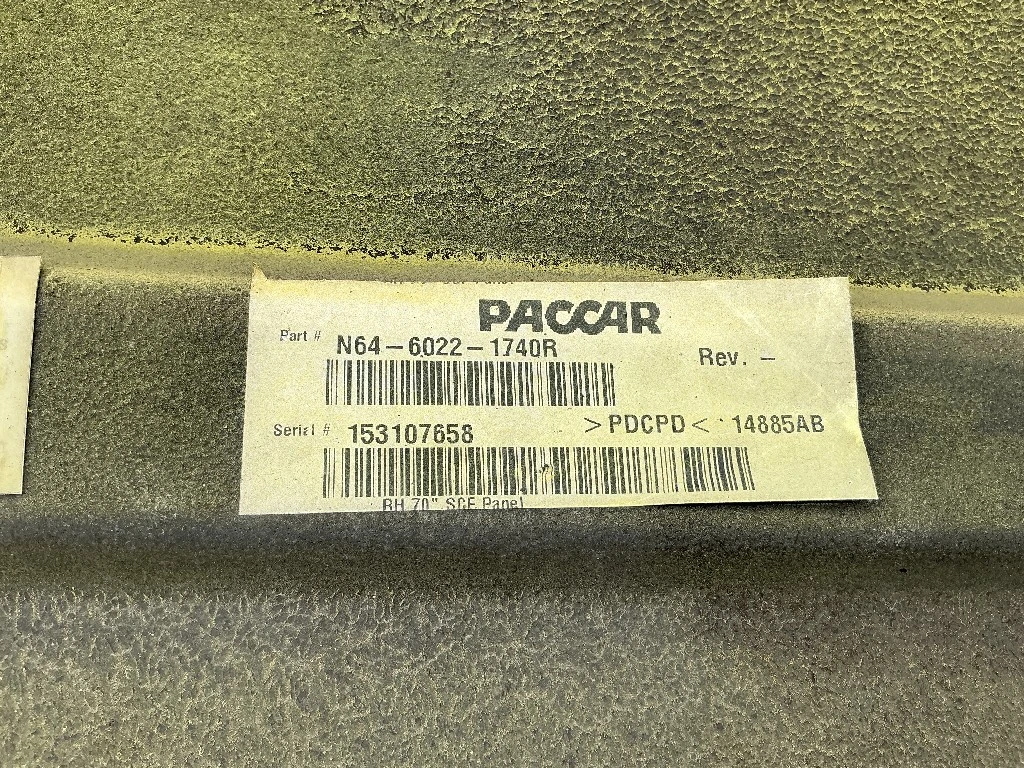 PACCAR
Part # N64-6022-1740R Rev. -
Serial # 153107658 >PDCPD< 14885AB
RH 70" SCF Panel